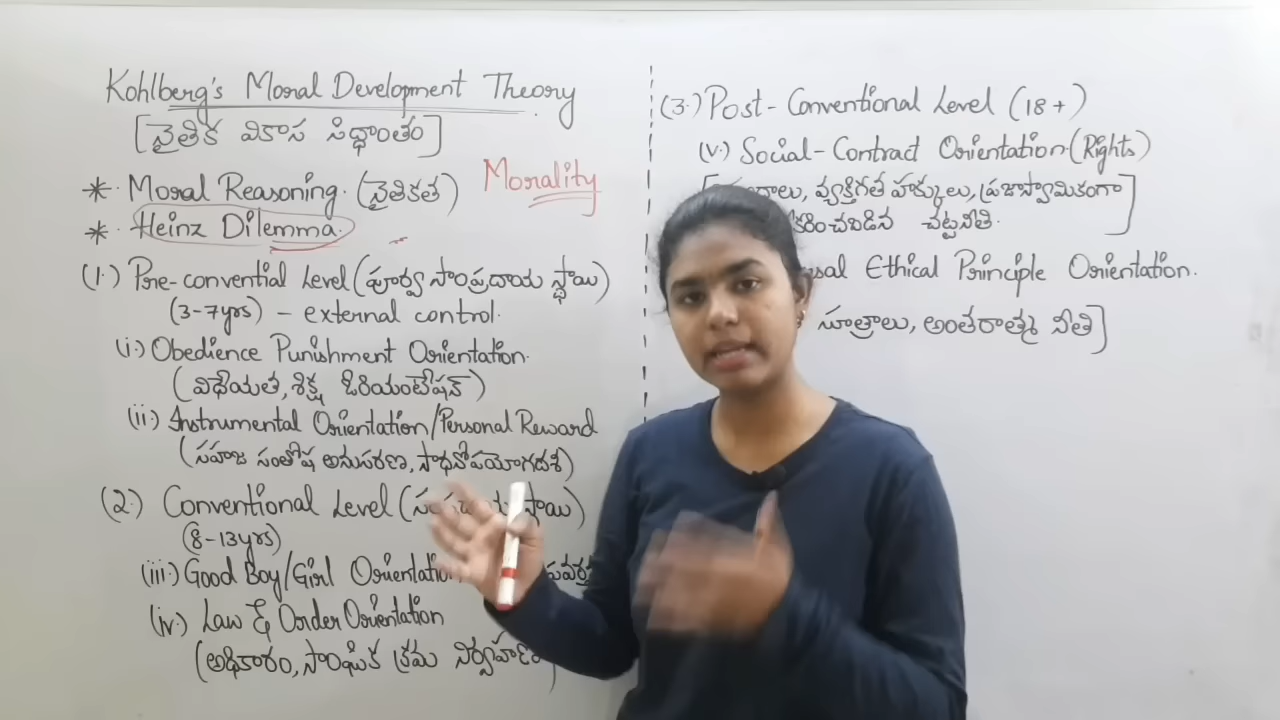 Kohlberg's Moral Development Theory
[నైతిక వికాస సిద్ధాంతం]
* Moral Reasoning. (నైతికత) Morality
* Heinz Dilemma.
(1.) Pre-convential Level (పూర్వ సాంప్రదాయ స్థాయి)
(3-7yrs) - external control.
(i.) Obedience Punishment Orientation.
(విధేయత, శిక్ష ఓరియంటేషన్)
(ii.) Instrumental Orientation/Personal Reward
(సహజ సంతోష అనుసరణ, సాధనోపయోగదశ)
(2.) Conventional Level ( స్థాయి)
(8-13yrs)
(iii.) Good Boy/Girl Orientation
(iv.) Law & Order Orientation
(అధికారం, సాంఘిక క్రమ నిర్వహణ)
(3.) Post-Conventional Level (18+)
(v.) Social-Contract Orientation. (Rights)
వ్యక్తిగత హక్కులు, ప్రజాస్వామికంగా
చట్టనీతి.
Ethical Principle Orientation.
సూత్రాలు, అంతరాత్మ నీతి]